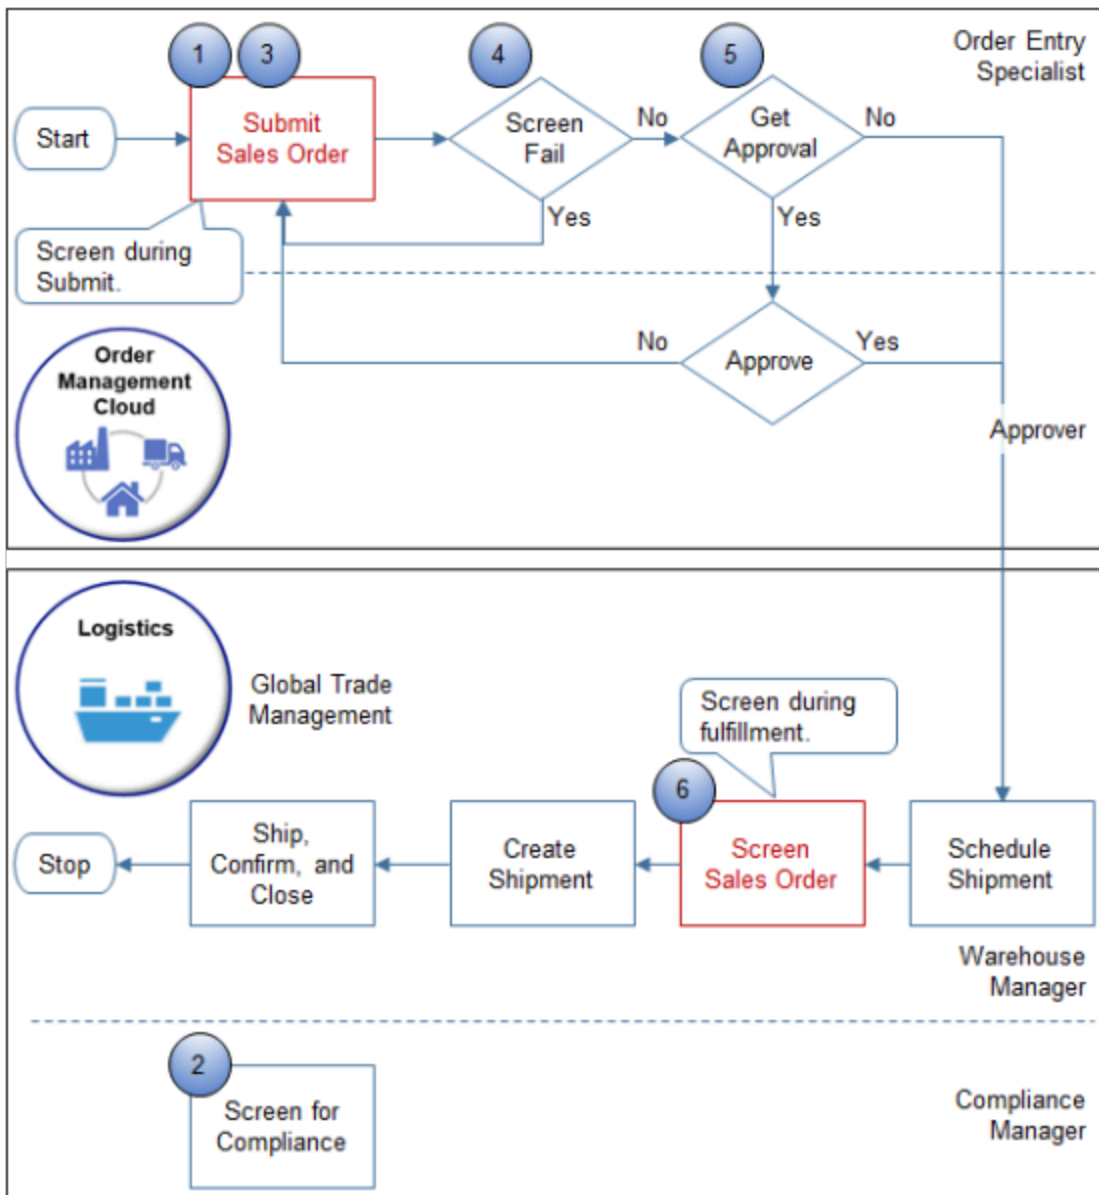 1
3
4
5
Order Entry
Specialist
Start
Submit
Sales Order
Screen
Fail
No
Get
Approval
No
Yes
Yes
Screen during
Submit.
Order
Management
Cloud
No
Approve
Yes
Approver
Logistics
Global Trade
Management
Screen during
fulfillment.
6
Stop
Ship,
Confirm, and
Close
Create
Shipment
Screen
Sales Order
Schedule
Shipment
Warehouse
Manager
2
Screen for
Compliance
Compliance
Manager